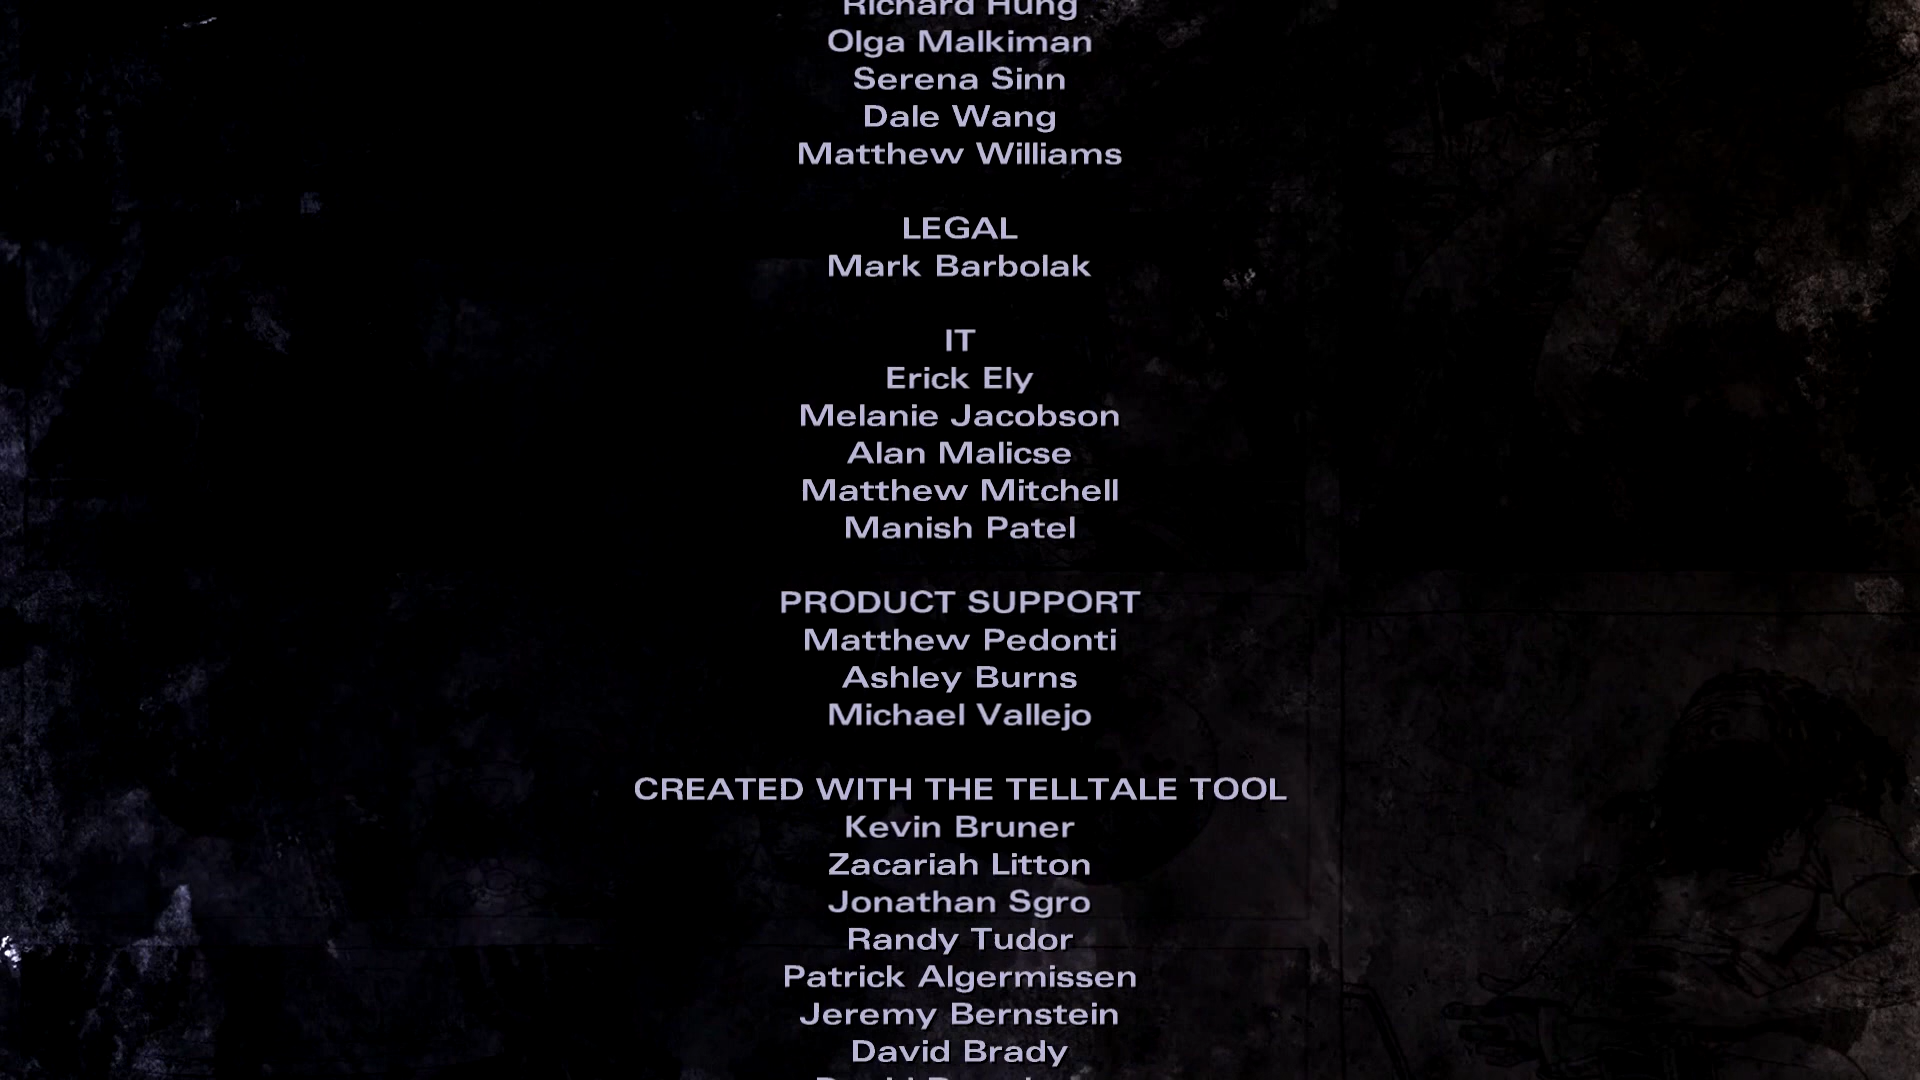 Richard Hung
Olga Malkiman
Serena Sinn
Dale Wang
Matthew Williams
LEGAL
Mark Barbolak
IT
Erick Ely
Melanie Jacobson
Alan Malicse
Matthew Mitchell
Manish Patel
PRODUCT SUPPORT
Matthew Pedonti
Ashley Burns
Michael Vallejo
CREATED WITH THE TELLTALE TOOL
Kevin Bruner
Zacariah Litton
Jonathan Sgro
Randy Tudor
Patrick Algermissen
Jeremy Bernstein
David Brady